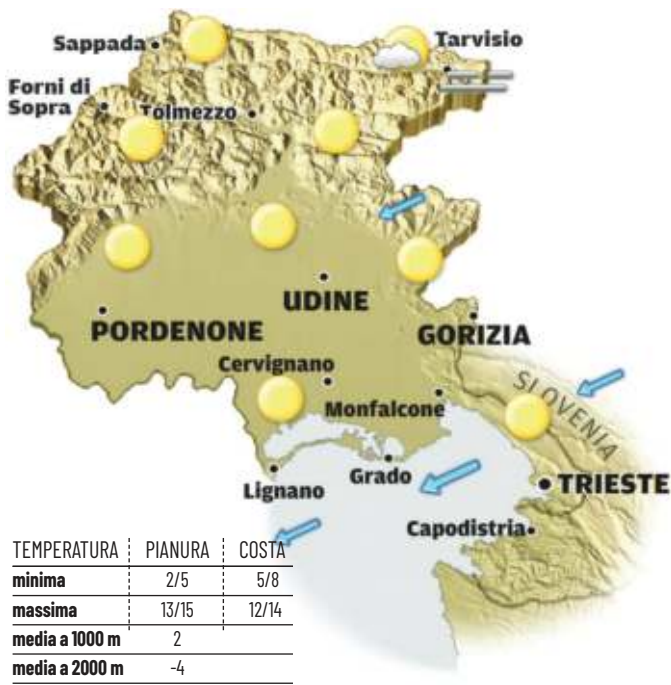 Sappada
Tarvisio
Forni di
Sopra
Tolmezzo
UDINE
PORDENONE
GORIZIA
Cervignano
SLOVENIA
Monfalcone
Grado
Lignano
TRIESTE
Capodistria
TEMPERATURA PIANURA COSTA
minima 2/5 5/8
massima 13/15 12/14
media a 1000 m 2
media a 2000 m -4